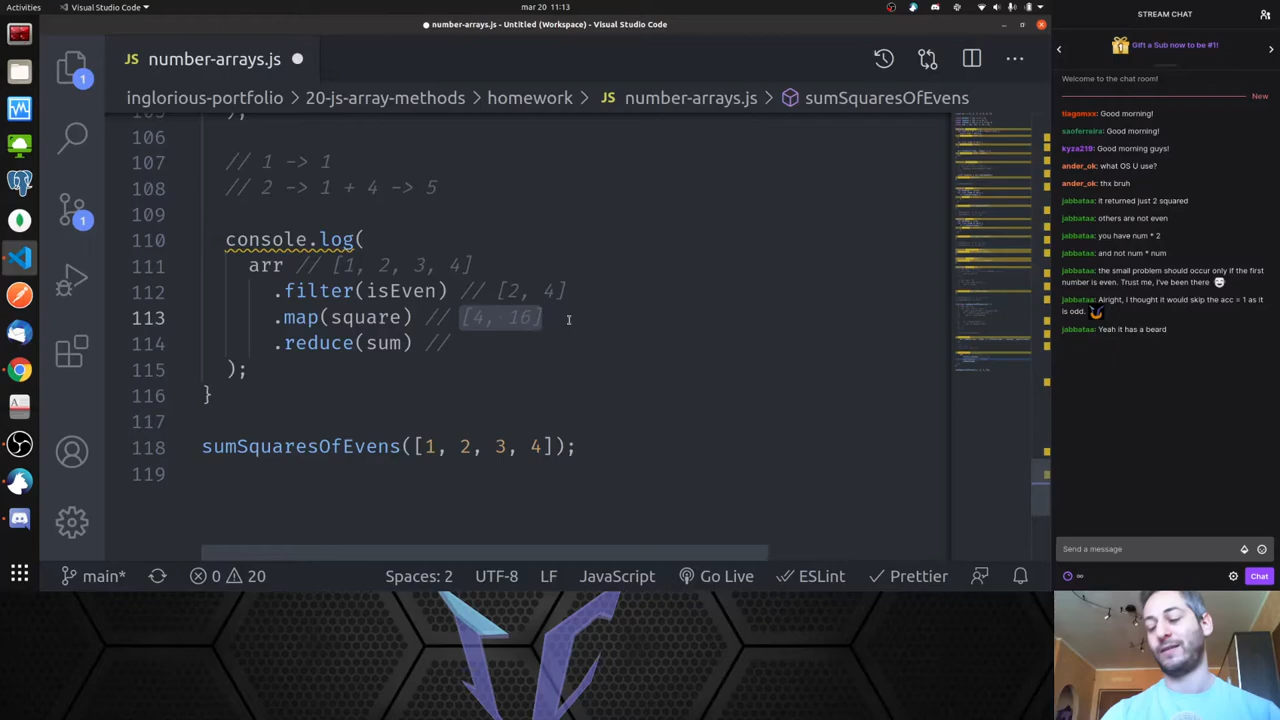 Activities
Visual Studio Code
mar 20 11:13
number-arrays.js - Untitled (Workspace) - Visual Studio Code
JS number-arrays.js
inglorious-portfolio > 20-js-array-methods > homework > JS number-arrays.js > sumSquaresOfEvens
105 );
106
107 // 1 -> 1
108 // 2 -> 1 + 4 -> 5
109
110 console.log(
111 arr // [1, 2, 3, 4]
112 .filter(isEven) // [2, 4]
113 .map(square) // [4, 16]
114 .reduce(sum) //
115 );
116 }
117
118 sumSquaresOfEvens([1, 2, 3, 4]);
119
1
1
main*
0
20
Spaces: 2
UTF-8
LF
JavaScript
Go Live
ESLint
Prettier
STREAM CHAT
Gift a Sub now to be #1!
Welcome to the chat room!
New
tiagomxx: Good morning!
saoferreira: Good morning!
kyza219: Good morning guys!
ander_ok: what OS U use?
ander_ok: thx bruh
jabbataa: it returned just 2 squared
jabbataa: others are not even
jabbataa: you have num * 2
jabbataa: and not num * num
jabbataa: the small problem should occur only if the first
number is even. Trust me, I've been there
jabbataa: Alright, I thought it would skip the acc = 1 as it
is odd.
jabbataa: Yeah it has a beard
Send a message
Chat